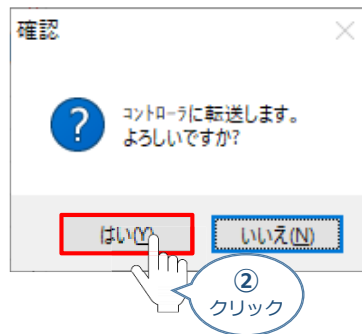 確認
コントローラに転送します。
よろしいですか?
はい(Y)
いいえ(N)
②
クリック